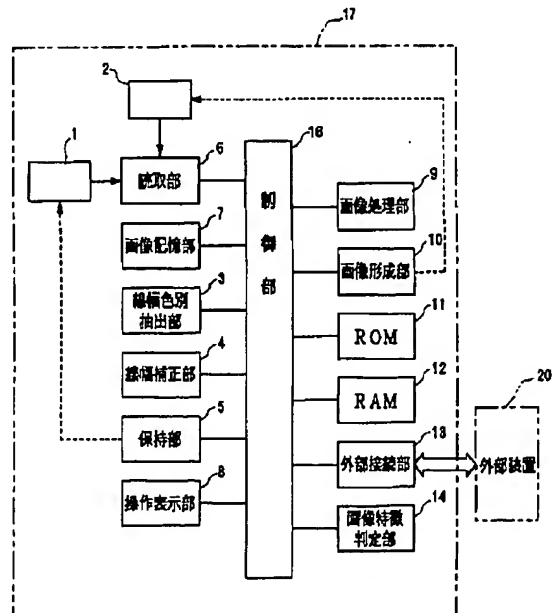 17
2
16
1
6
読取部
制御部
9
画像処理部
7
画像記憶部
10
画像形成部
3
線幅色別
抽出部
11
ROM
4
線幅補正部
12
RAM
20
5
保持部
13
外部接続部
外部装置
8
操作表示部
14
画像特徴
判定部